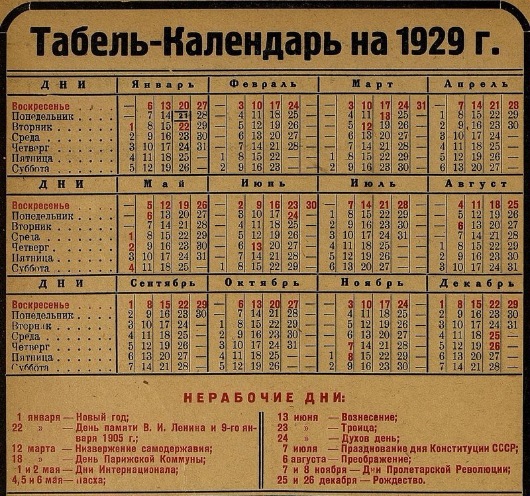 Табель-Календарь на 1929 г.
ДНИ Январь Февраль Март Апрель
Воскресенье — 6 13 20 27 — 3 10 17 24 — 3 10 17 24 31 — 7 14 21 28
Понедельник — 7 14 21 28 — 4 11 18 25 — 4 11 18 25 — 1 8 15 22 29
Вторник 1 8 15 22 29 — 5 12 19 26 — 5 12 19 26 — 2 9 16 23 30
Среда 2 9 16 23 30 — 6 13 20 27 — 6 13 20 27 — 3 10 17 24 —
Четверг 3 10 17 24 31 — 7 14 21 28 — 7 14 21 28 — 4 11 18 25 —
Пятница 4 11 18 25 — 1 8 15 22 — 1 8 15 22 29 — 5 12 19 26 —
Суббота 5 12 19 26 — 2 9 16 23 — 2 9 16 23 30 — 6 13 20 27 —
ДНИ Май Июнь Июль Август
Воскресенье — 5 12 19 26 — 2 9 16 23 30 — 7 14 21 28 — 4 11 18 25
Понедельник — 6 13 20 27 — 3 10 17 24 — 1 8 15 22 29 — 5 12 19 26
Вторник — 7 14 21 28 — 4 11 18 25 — 2 9 16 23 30 — 6 13 20 27
Среда 1 8 15 22 29 — 5 12 19 26 — 3 10 17 24 31 — 7 14 21 28
Четверг 2 9 16 23 30 — 6 13 20 27 — 4 11 18 25 — 1 8 15 22 29
Пятница 3 10 17 24 31 — 7 14 21 28 — 5 12 19 26 — 2 9 16 23 30
Суббота 4 11 18 25 — 1 8 15 22 29 — 6 13 20 27 — 3 10 17 24 31
ДНИ Сентябрь Октябрь Ноябрь Декабрь
Воскресенье 1 8 15 22 29 — 6 13 20 27 — 3 10 17 24 1 8 15 22 29
Понедельник 2 9 16 23 30 — 7 14 21 28 — 4 11 18 25 2 9 16 23 30
Вторник 3 10 17 24 — 1 8 15 22 29 — 5 12 19 26 3 10 17 24 31
Среда 4 11 18 25 — 2 9 16 23 30 — 6 13 20 27 4 11 18 25 —
Четверг 5 12 19 26 — 3 10 17 24 31 — 7 14 21 28 5 12 19 26 —
Пятница 6 13 20 27 — 4 11 18 25 — 1 8 15 22 29 6 13 20 27 —
Суббота 7 14 21 28 — 5 12 19 26 — 2 9 16 23 30 7 14 21 28 —
НЕРАБОЧИЕ ДНИ:
1 января — Новый год;
22 » — День памяти В. И. Ленина и 9-го ян-
варя 1905 г.;
12 марта — Низвержение самодержавия;
18 » — День Парижской Коммуны;
1 и 2 мая — Дни Интернационала;
4, 5 и 6 мая — Пасха.
13 июня — Вознесение;
23 » — Троица;
24 » — Духов день;
7 июля — Празднование дня Конституции СССР;
6 августа — Преображение;
7 и 8 ноября — Дни Пролетарской Революции;
25 и 26 декабря — Рождество.